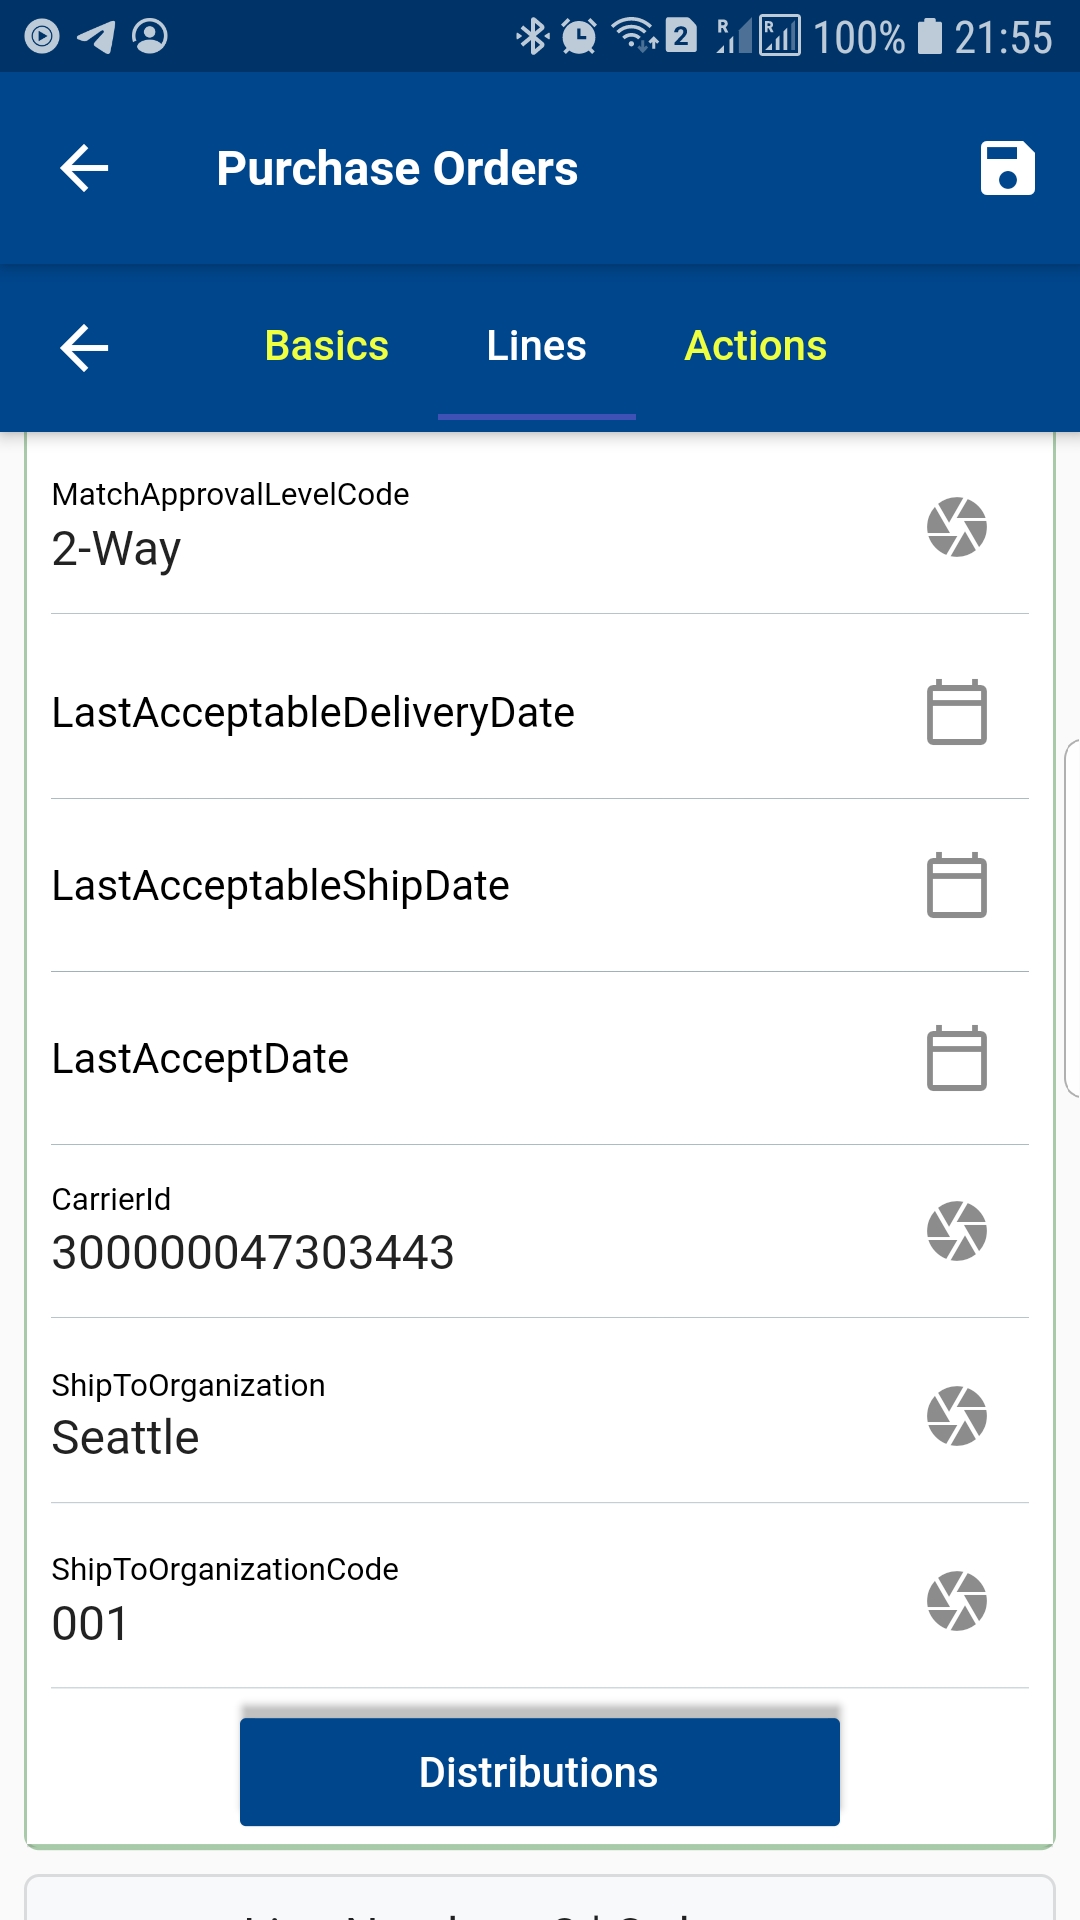 2 R R 100% 21:55
Purchase Orders
Basics Lines Actions
MatchApprovalLevelCode
2-Way
LastAcceptableDeliveryDate
LastAcceptableShipDate
LastAcceptDate
CarrierId
300000047303443
ShipToOrganization
Seattle
ShipToOrganizationCode
001
Distributions